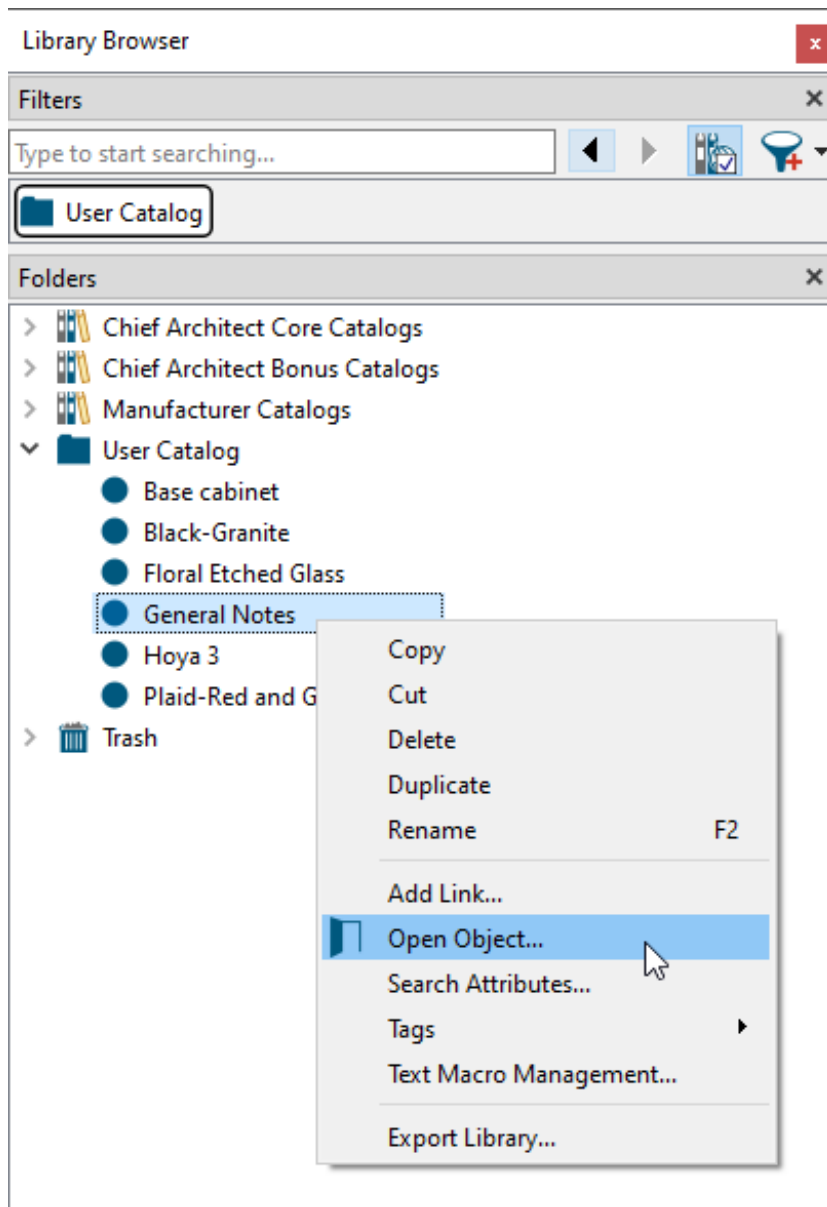 Library Browser
x
Filters
Type to start searching...
User Catalog
Folders
Chief Architect Core Catalogs
Chief Architect Bonus Catalogs
Manufacturer Catalogs
User Catalog
Base cabinet
Black-Granite
Floral Etched Glass
General Notes
Hoya 3
Plaid-Red and G
Trash
Copy
Cut
Delete
Duplicate
Rename F2
Add Link...
Open Object...
Search Attributes...
Tags
Text Macro Management...
Export Library...